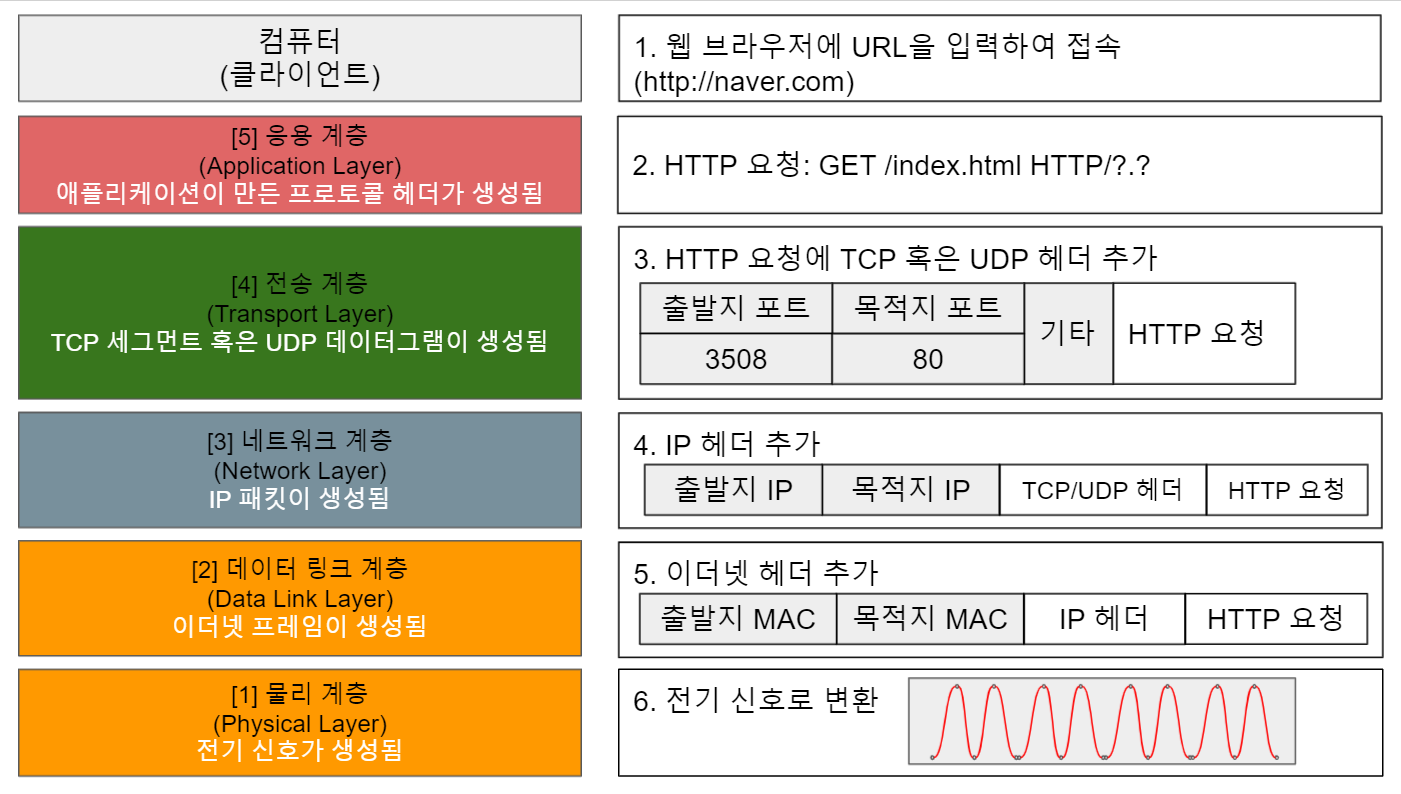 컴퓨터
(클라이언트)
1. 웹 브라우저에 URL을 입력하여 접속
(http://naver.com)
[5] 응용 계층
(Application Layer)
애플리케이션이 만든 프로토콜 헤더가 생성됨
2. HTTP 요청: GET /index.html HTTP/?.?
[4] 전송 계층
(Transport Layer)
TCP 세그먼트 혹은 UDP 데이터그램이 생성됨
3. HTTP 요청에 TCP 혹은 UDP 헤더 추가
출발지 포트 목적지 포트 기타 HTTP 요청
3508 80
[3] 네트워크 계층
(Network Layer)
IP 패킷이 생성됨
4. IP 헤더 추가
출발지 IP 목적지 IP TCP/UDP 헤더 HTTP 요청
[2] 데이터 링크 계층
(Data Link Layer)
이더넷 프레임이 생성됨
5. 이더넷 헤더 추가
출발지 MAC 목적지 MAC IP 헤더 HTTP 요청
[1] 물리 계층
(Physical Layer)
전기 신호가 생성됨
6. 전기 신호로 변환